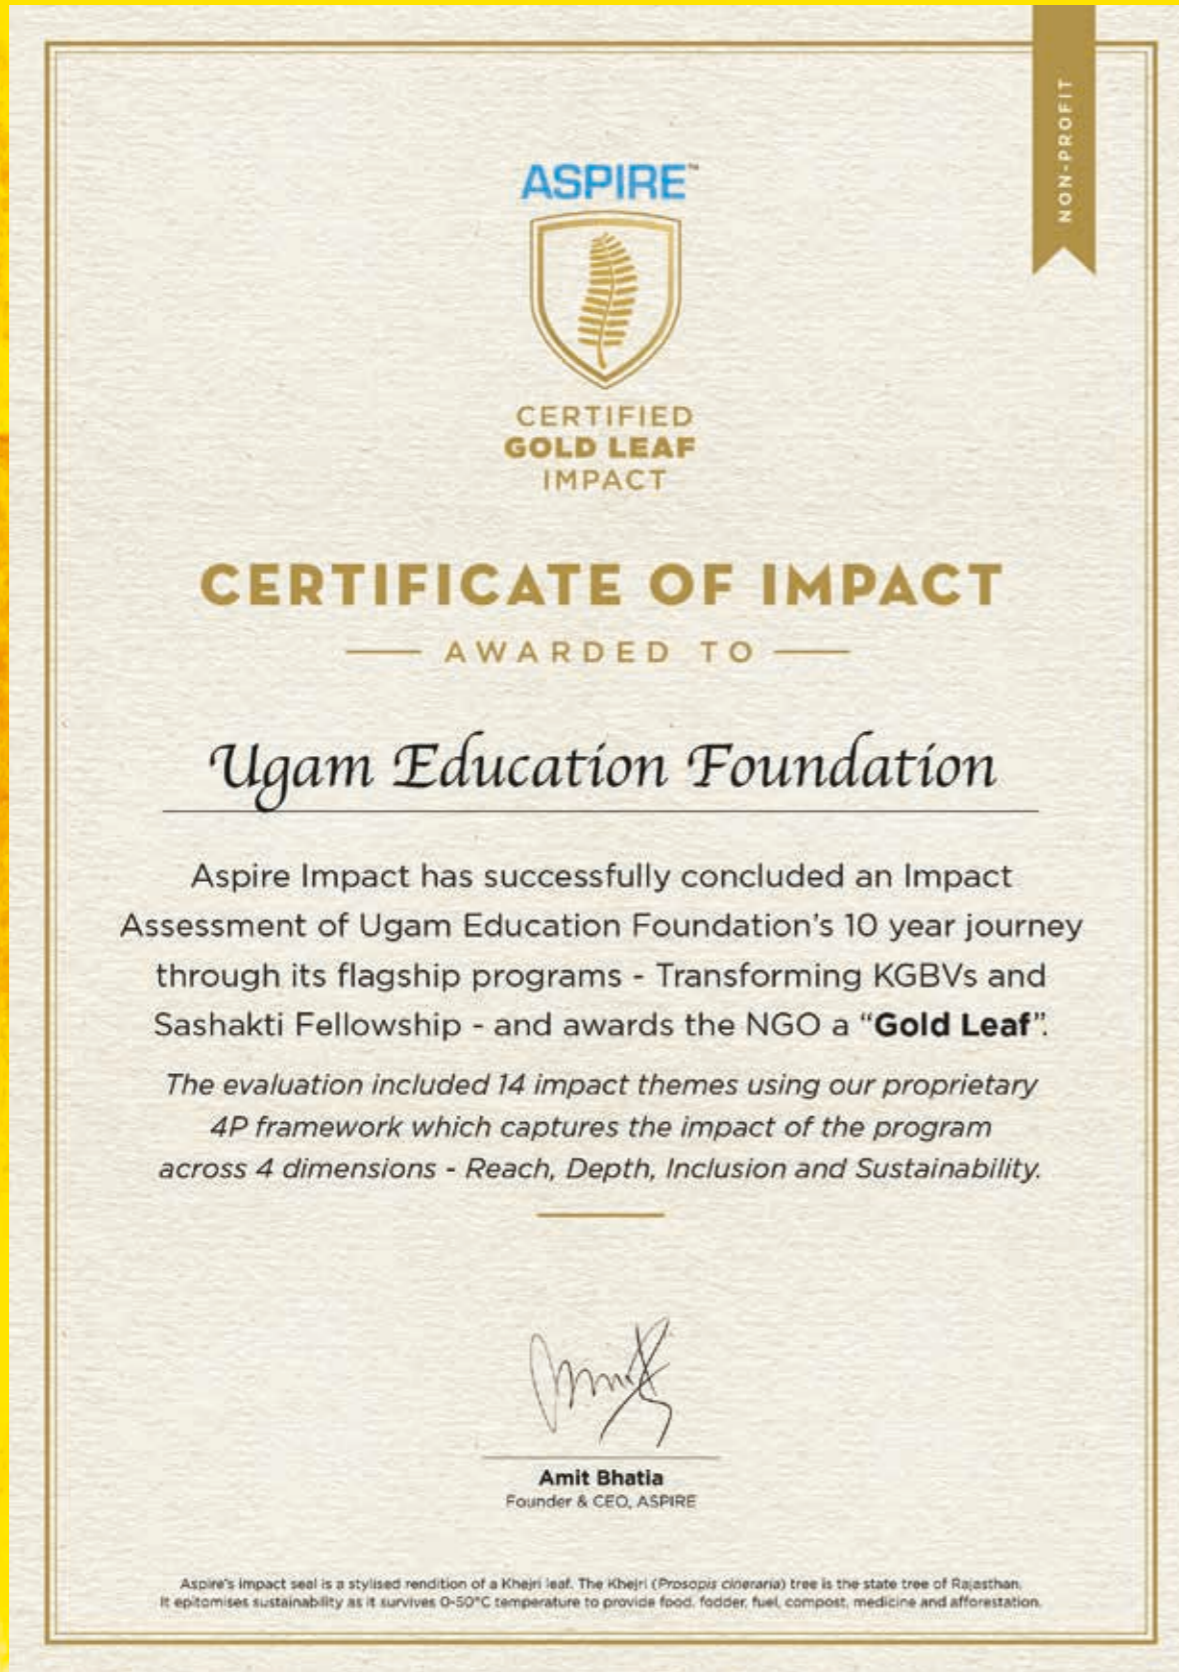 NON-PROFIT
ASPIRE™
CERTIFIED
GOLD LEAF
IMPACT
CERTIFICATE OF IMPACT
AWARDED TO
Ugam Education Foundation
Aspire Impact has successfully concluded an Impact
Assessment of Ugam Education Foundation's 10 year journey
through its flagship programs - Transforming KGBVs and
Sashakti Fellowship - and awards the NGO a “Gold Leaf”.
The evaluation included 14 impact themes using our proprietary
4P framework which captures the impact of the program
across 4 dimensions - Reach, Depth, Inclusion and Sustainability.
Amit Bhatia
Founder & CEO, ASPIRE
Aspire's impact seal is a stylised rendition of a Khejri leaf. The Khejri (Prosopis cineraria) tree is the state tree of Rajasthan.
It epitomises sustainability as it survives 0-50°C temperature to provide food, fodder, fuel, compost, medicine and afforestation.